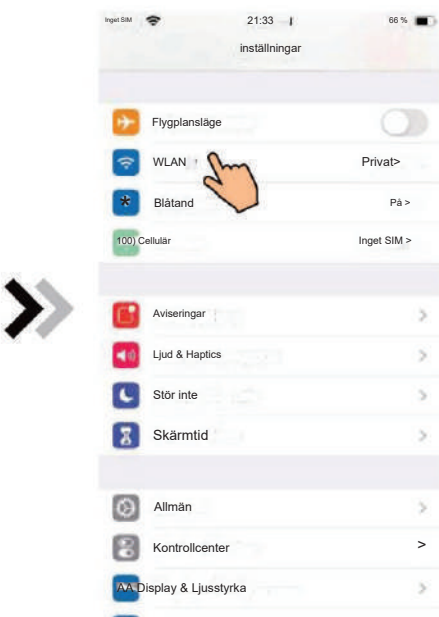 Inget SIM 21:33 66 %
inställningar
Flygplansläge
WLAN Privat>
Blåtand På >
100) Cellulär Inget SIM >
Aviseringar
Ljud & Haptics
Stör inte
Skärmtid
Allmän
Kontrollcenter >
AA Display & Ljusstyrka